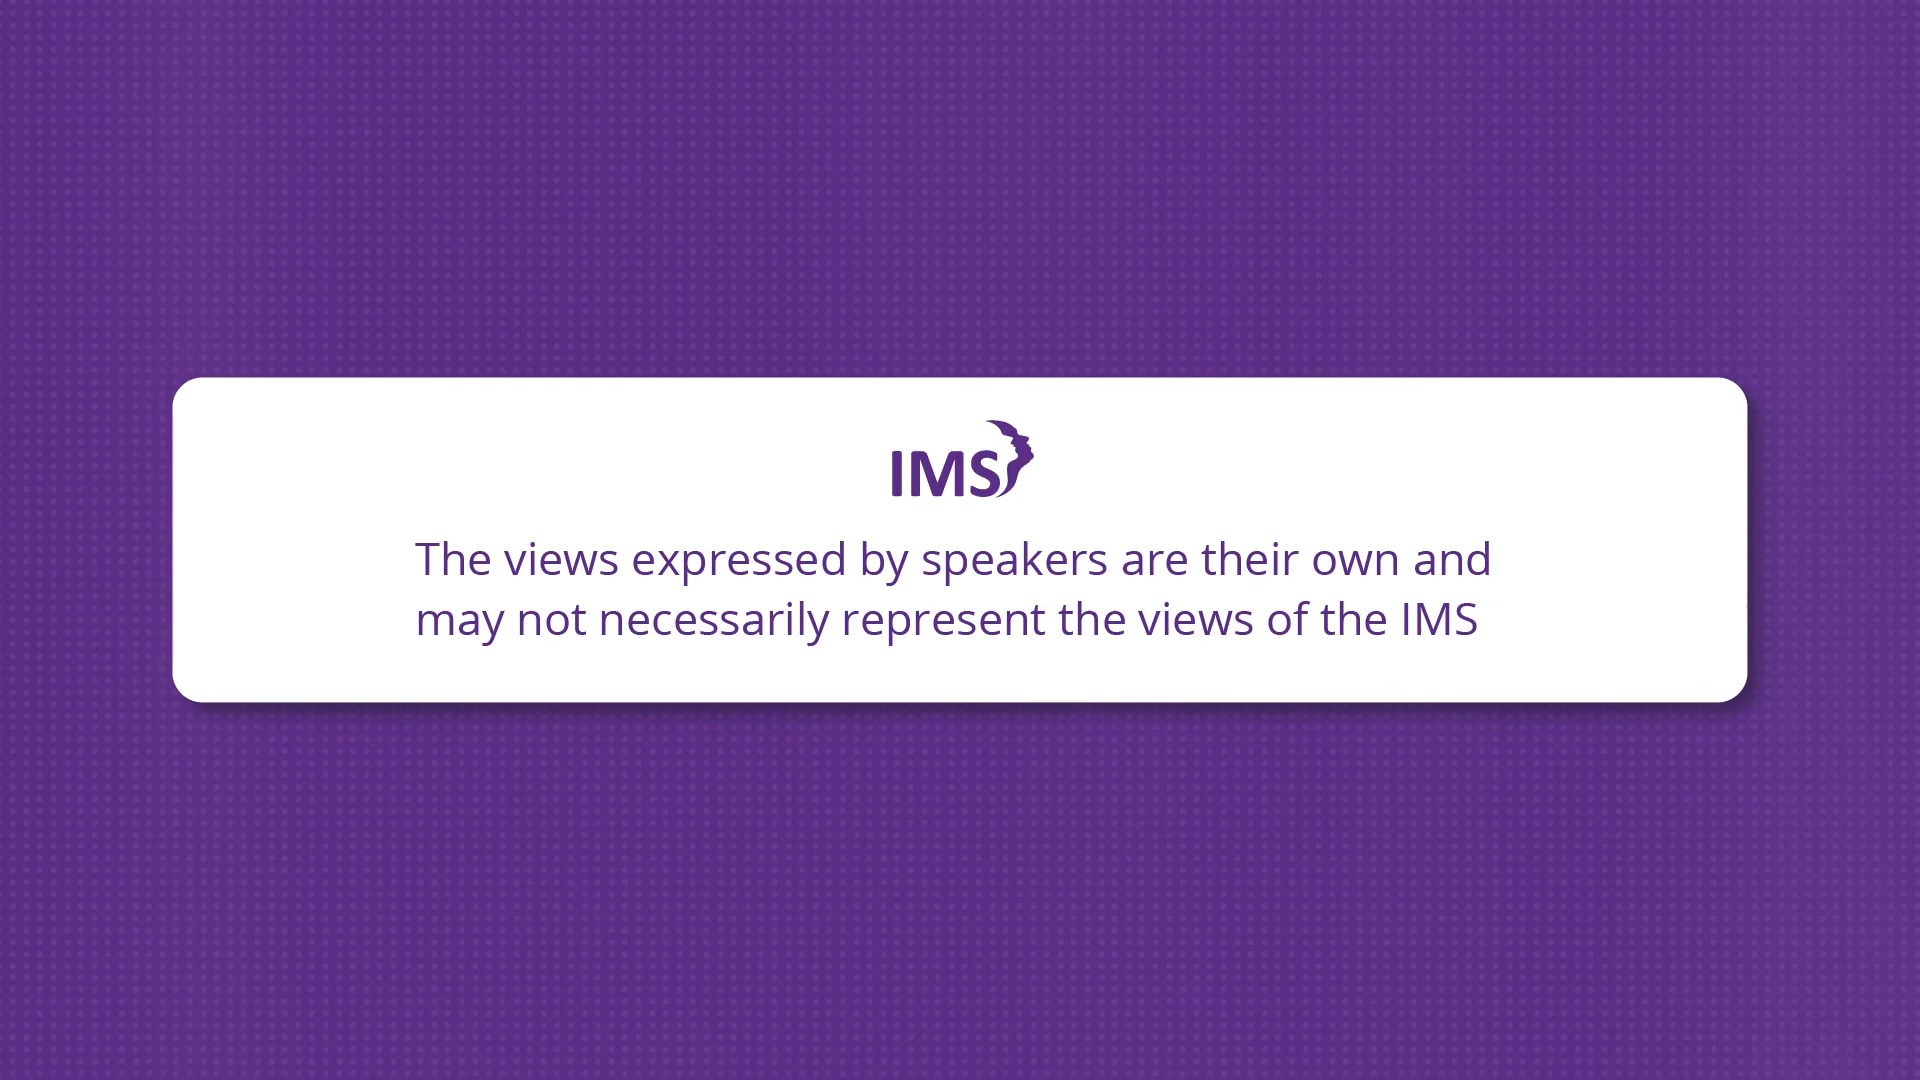 IMS
The views expressed by speakers are their own and
may not necessarily represent the views of the IMS